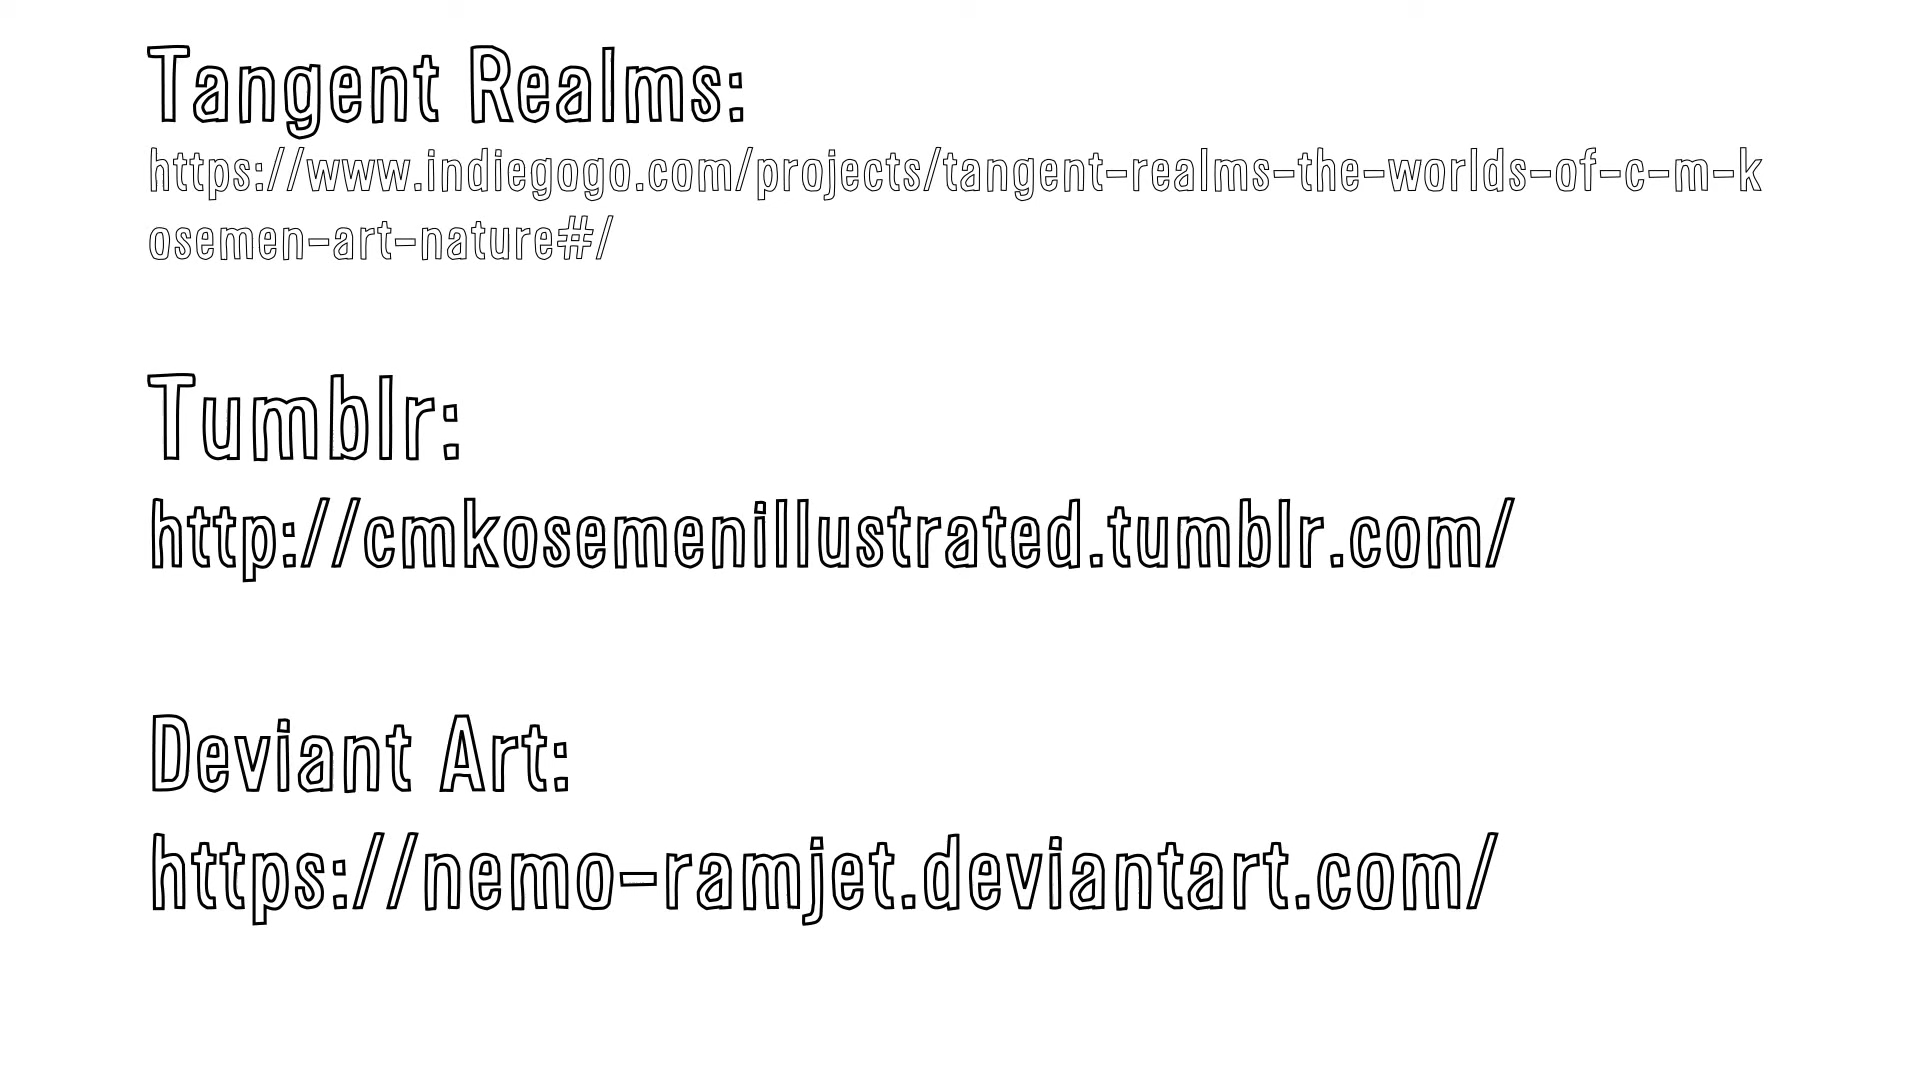 Tangent Realms:
https://www.indiegogo.com/projects/tangent-realms-the-worlds-of-c-m-k
osemen-art-nature#/
Tumblr:
http://cmkosemenillustrated.tumblr.com/
Deviant Art:
https://nemo-ramjet.deviantart.com/